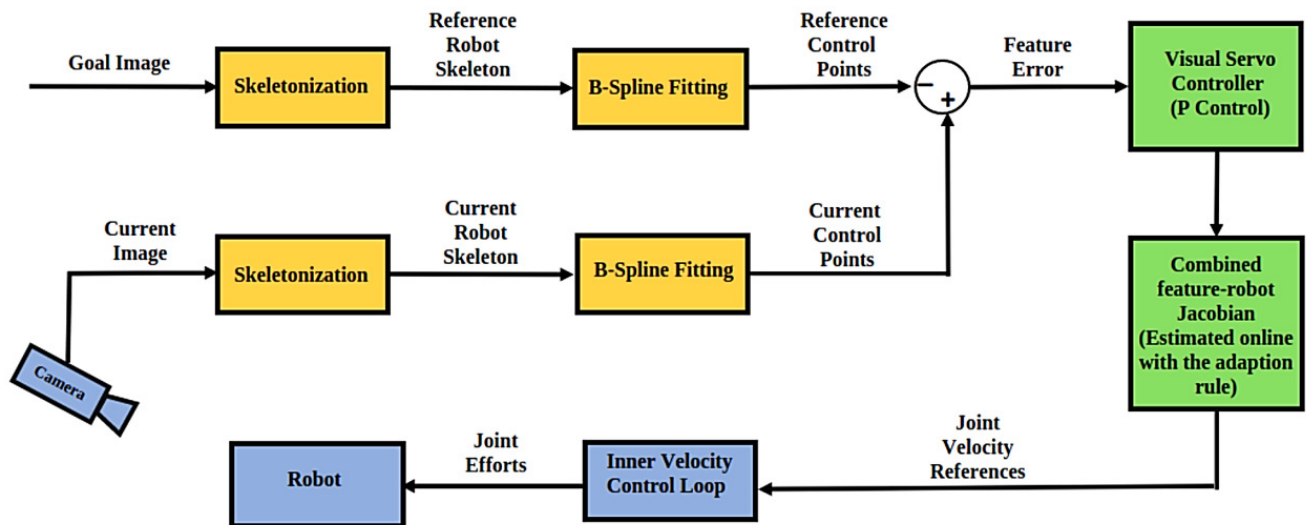 Goal Image
Skeletonization
Reference
Robot
Skeleton
B-Spline Fitting
Reference
Control
Points
−
+
Feature
Error
Visual Servo
Controller
(P Control)
Current
Image
Skeletonization
Current
Robot
Skeleton
B-Spline Fitting
Current
Control
Points
Combined
feature-robot
Jacobian
(Estimated online
with the adaption
rule)
Camera
Robot
Joint
Efforts
Inner Velocity
Control Loop
Joint
Velocity
References